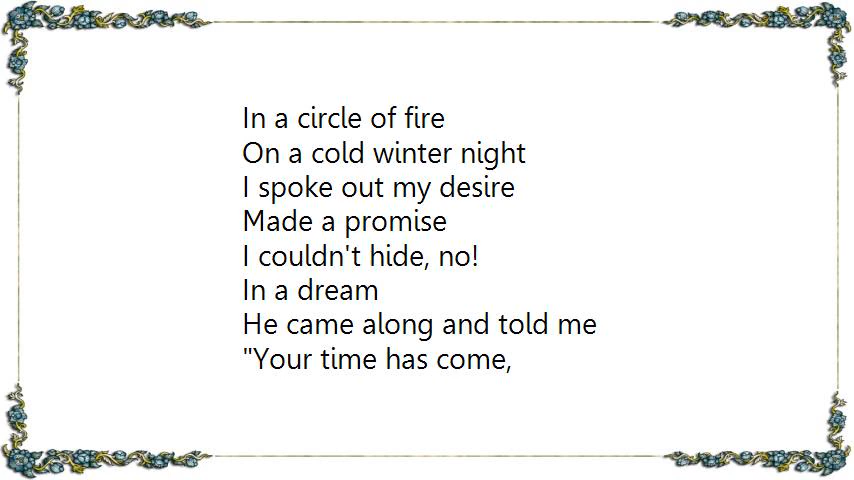 In a circle of fire
On a cold winter night
I spoke out my desire
Made a promise
I couldn't hide, no!
In a dream
He came along and told me
"Your time has come,